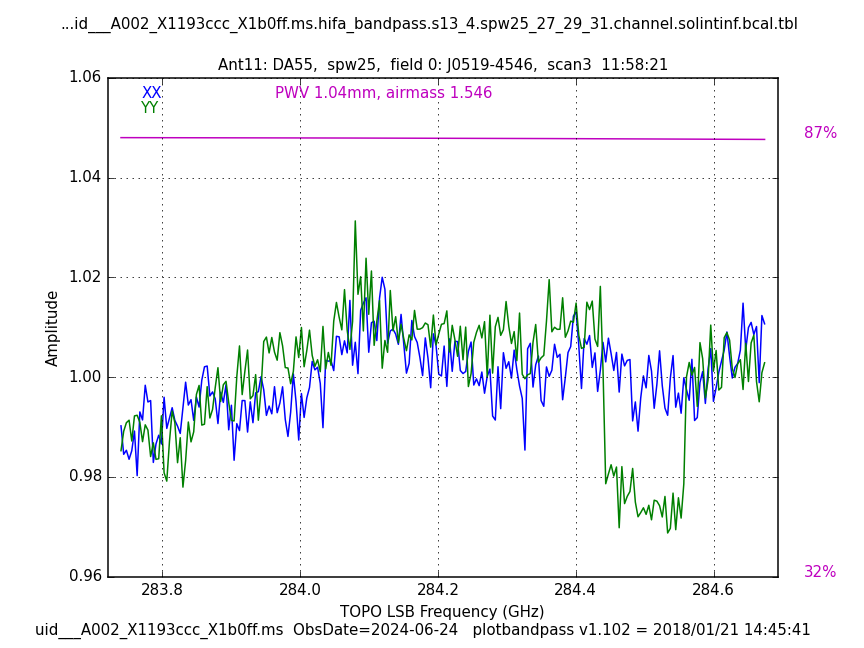 ...id___A002_X1193ccc_X1b0ff.ms.hifa_bandpass.s13_4.spw25_27_29_31.channel.solintinf.bcal.tbl
Ant11: DA55,  spw25,  field 0: J0519-4546,  scan3  11:58:21
1.06
XX
PWV 1.04mm, airmass 1.546
YY
87%
1.04
1.02
Amplitude
1.00
0.98
0.96
32%
283.8
284.0
284.2
284.4
284.6
TOPO LSB Frequency (GHz)
uid___A002_X1193ccc_X1b0ff.ms  ObsDate=2024-06-24   plotbandpass v1.102 = 2018/01/21 14:45:41